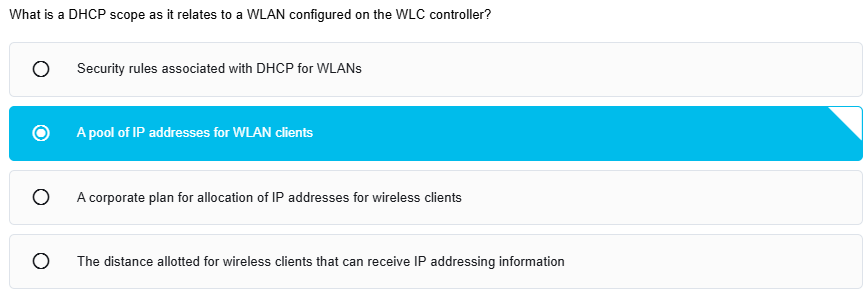 What is a DHCP scope as it relates to a WLAN configured on the WLC controller?
Security rules associated with DHCP for WLANs
A pool of IP addresses for WLAN clients
A corporate plan for allocation of IP addresses for wireless clients
The distance allotted for wireless clients that can receive IP addressing information